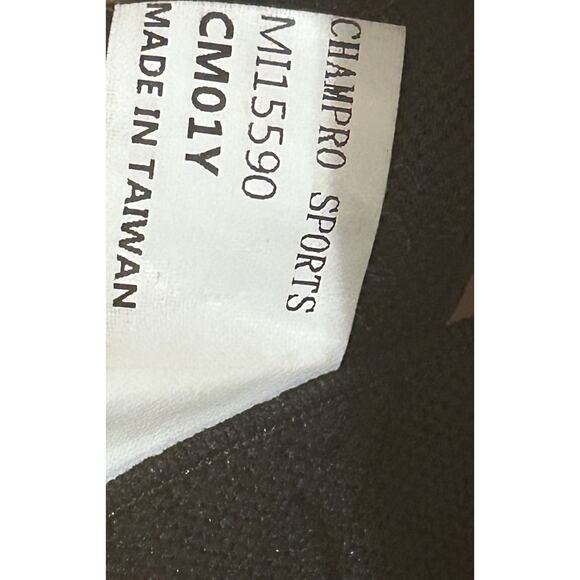 CHAMPRO SPORTS
MI15590
CM01Y
MADE IN TAIWAN